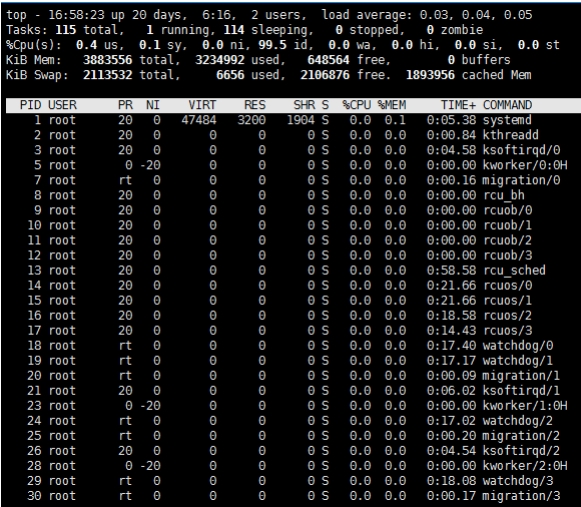 top - 16:58:23 up 20 days,  6:16,  2 users,  load average: 0.03, 0.04, 0.05
Tasks: 115 total,   1 running, 114 sleeping,   0 stopped,   0 zombie
%Cpu(s):  0.4 us,  0.1 sy,  0.0 ni, 99.5 id,  0.0 wa,  0.0 hi,  0.0 si,  0.0 st
KiB Mem:   3883556 total,  3234992 used,   648564 free,        0 buffers
KiB Swap:  2113532 total,     6656 used,  2106876 free.  1893956 cached Mem
PID USER      PR  NI    VIRT    RES    SHR S  %CPU %MEM     TIME+ COMMAND
1 root      20   0   47484   3200   1904 S   0.0  0.1   0:05.38 systemd
2 root      20   0       0      0      0 S   0.0  0.0   0:00.84 kthreadd
3 root      20   0       0      0      0 S   0.0  0.0   0:04.58 ksoftirqd/0
5 root       0 -20       0      0      0 S   0.0  0.0   0:00.00 kworker/0:0H
7 root      rt   0       0      0      0 S   0.0  0.0   0:00.16 migration/0
8 root      20   0       0      0      0 S   0.0  0.0   0:00.00 rcu_bh
9 root      20   0       0      0      0 S   0.0  0.0   0:00.00 rcuob/0
10 root      20   0       0      0      0 S   0.0  0.0   0:00.00 rcuob/1
11 root      20   0       0      0      0 S   0.0  0.0   0:00.00 rcuob/2
12 root      20   0       0      0      0 S   0.0  0.0   0:00.00 rcuob/3
13 root      20   0       0      0      0 S   0.0  0.0   0:58.58 rcu_sched
14 root      20   0       0      0      0 S   0.0  0.0   0:21.66 rcuos/0
15 root      20   0       0      0      0 S   0.0  0.0   0:21.66 rcuos/1
16 root      20   0       0      0      0 S   0.0  0.0   0:18.58 rcuos/2
17 root      20   0       0      0      0 S   0.0  0.0   0:14.43 rcuos/3
18 root      rt   0       0      0      0 S   0.0  0.0   0:17.40 watchdog/0
19 root      rt   0       0      0      0 S   0.0  0.0   0:17.17 watchdog/1
20 root      rt   0       0      0      0 S   0.0  0.0   0:00.09 migration/1
21 root      20   0       0      0      0 S   0.0  0.0   0:06.02 ksoftirqd/1
23 root       0 -20       0      0      0 S   0.0  0.0   0:00.00 kworker/1:0H
24 root      rt   0       0      0      0 S   0.0  0.0   0:17.02 watchdog/2
25 root      rt   0       0      0      0 S   0.0  0.0   0:00.20 migration/2
26 root      20   0       0      0      0 S   0.0  0.0   0:04.54 ksoftirqd/2
28 root       0 -20       0      0      0 S   0.0  0.0   0:00.00 kworker/2:0H
29 root      rt   0       0      0      0 S   0.0  0.0   0:18.08 watchdog/3
30 root      rt   0       0      0      0 S   0.0  0.0   0:00.17 migration/3